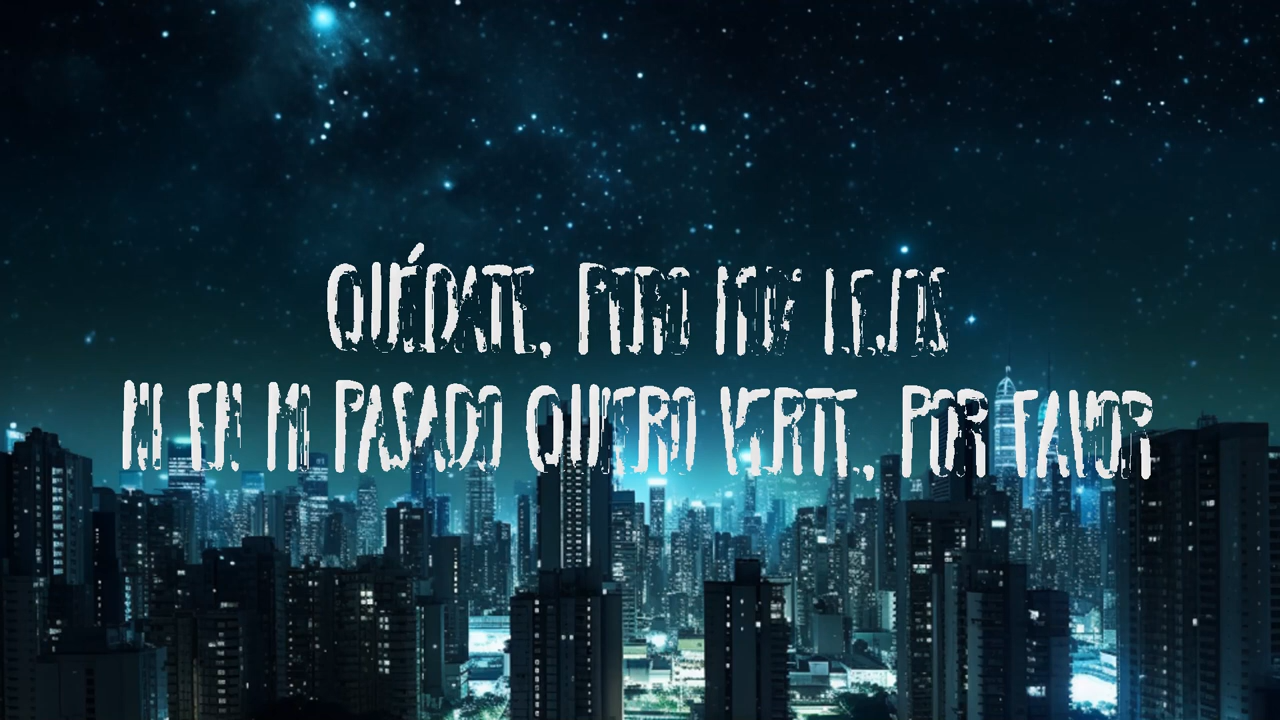 QUÉDATE, PERO MUY LEJOS
NI EN MI PASADO QUIERO VERTE, POR FAVOR